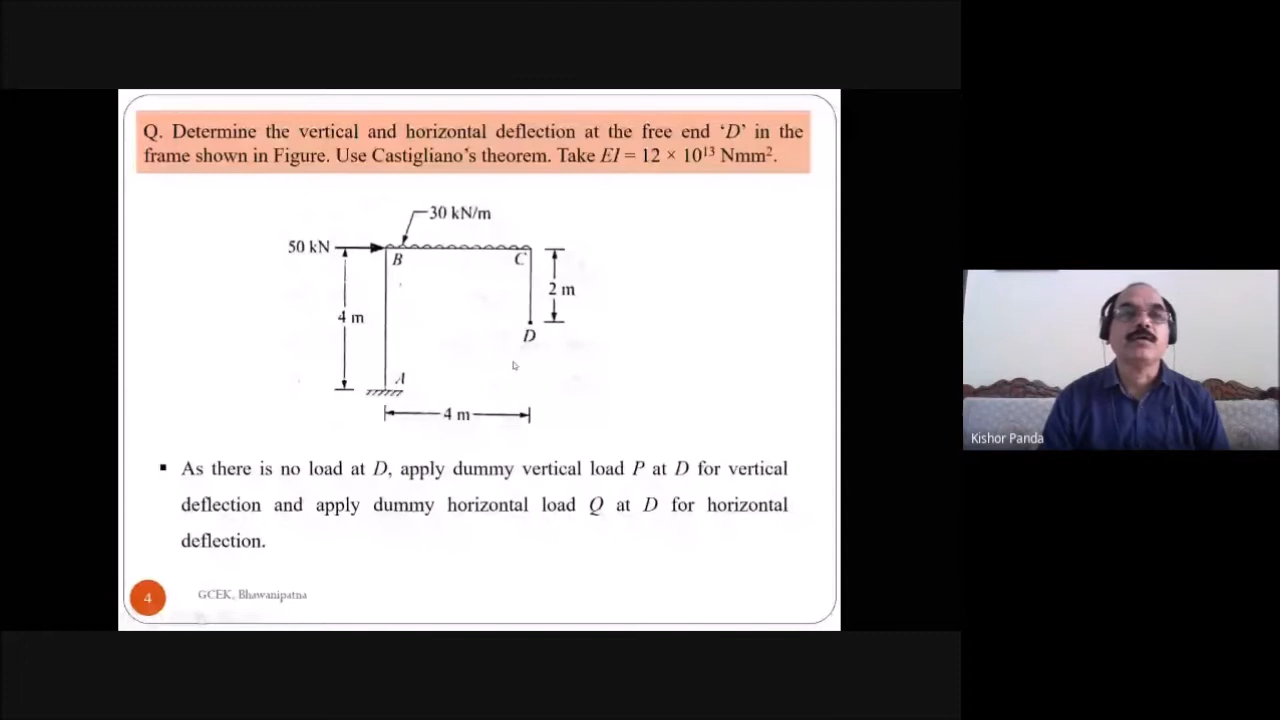 Q. Determine the vertical and horizontal deflection at the free end ‘D’ in the
frame shown in Figure. Use Castigliano’s theorem. Take EI = 12 × 10¹³ Nmm².
30 kN/m
50 kN
B
C
2 m
4 m
D
A
4 m
▪ As there is no load at D, apply dummy vertical load P at D for vertical
deflection and apply dummy horizontal load Q at D for horizontal
deflection.
4
GCEK, Bhawanipatna
Kishor Panda